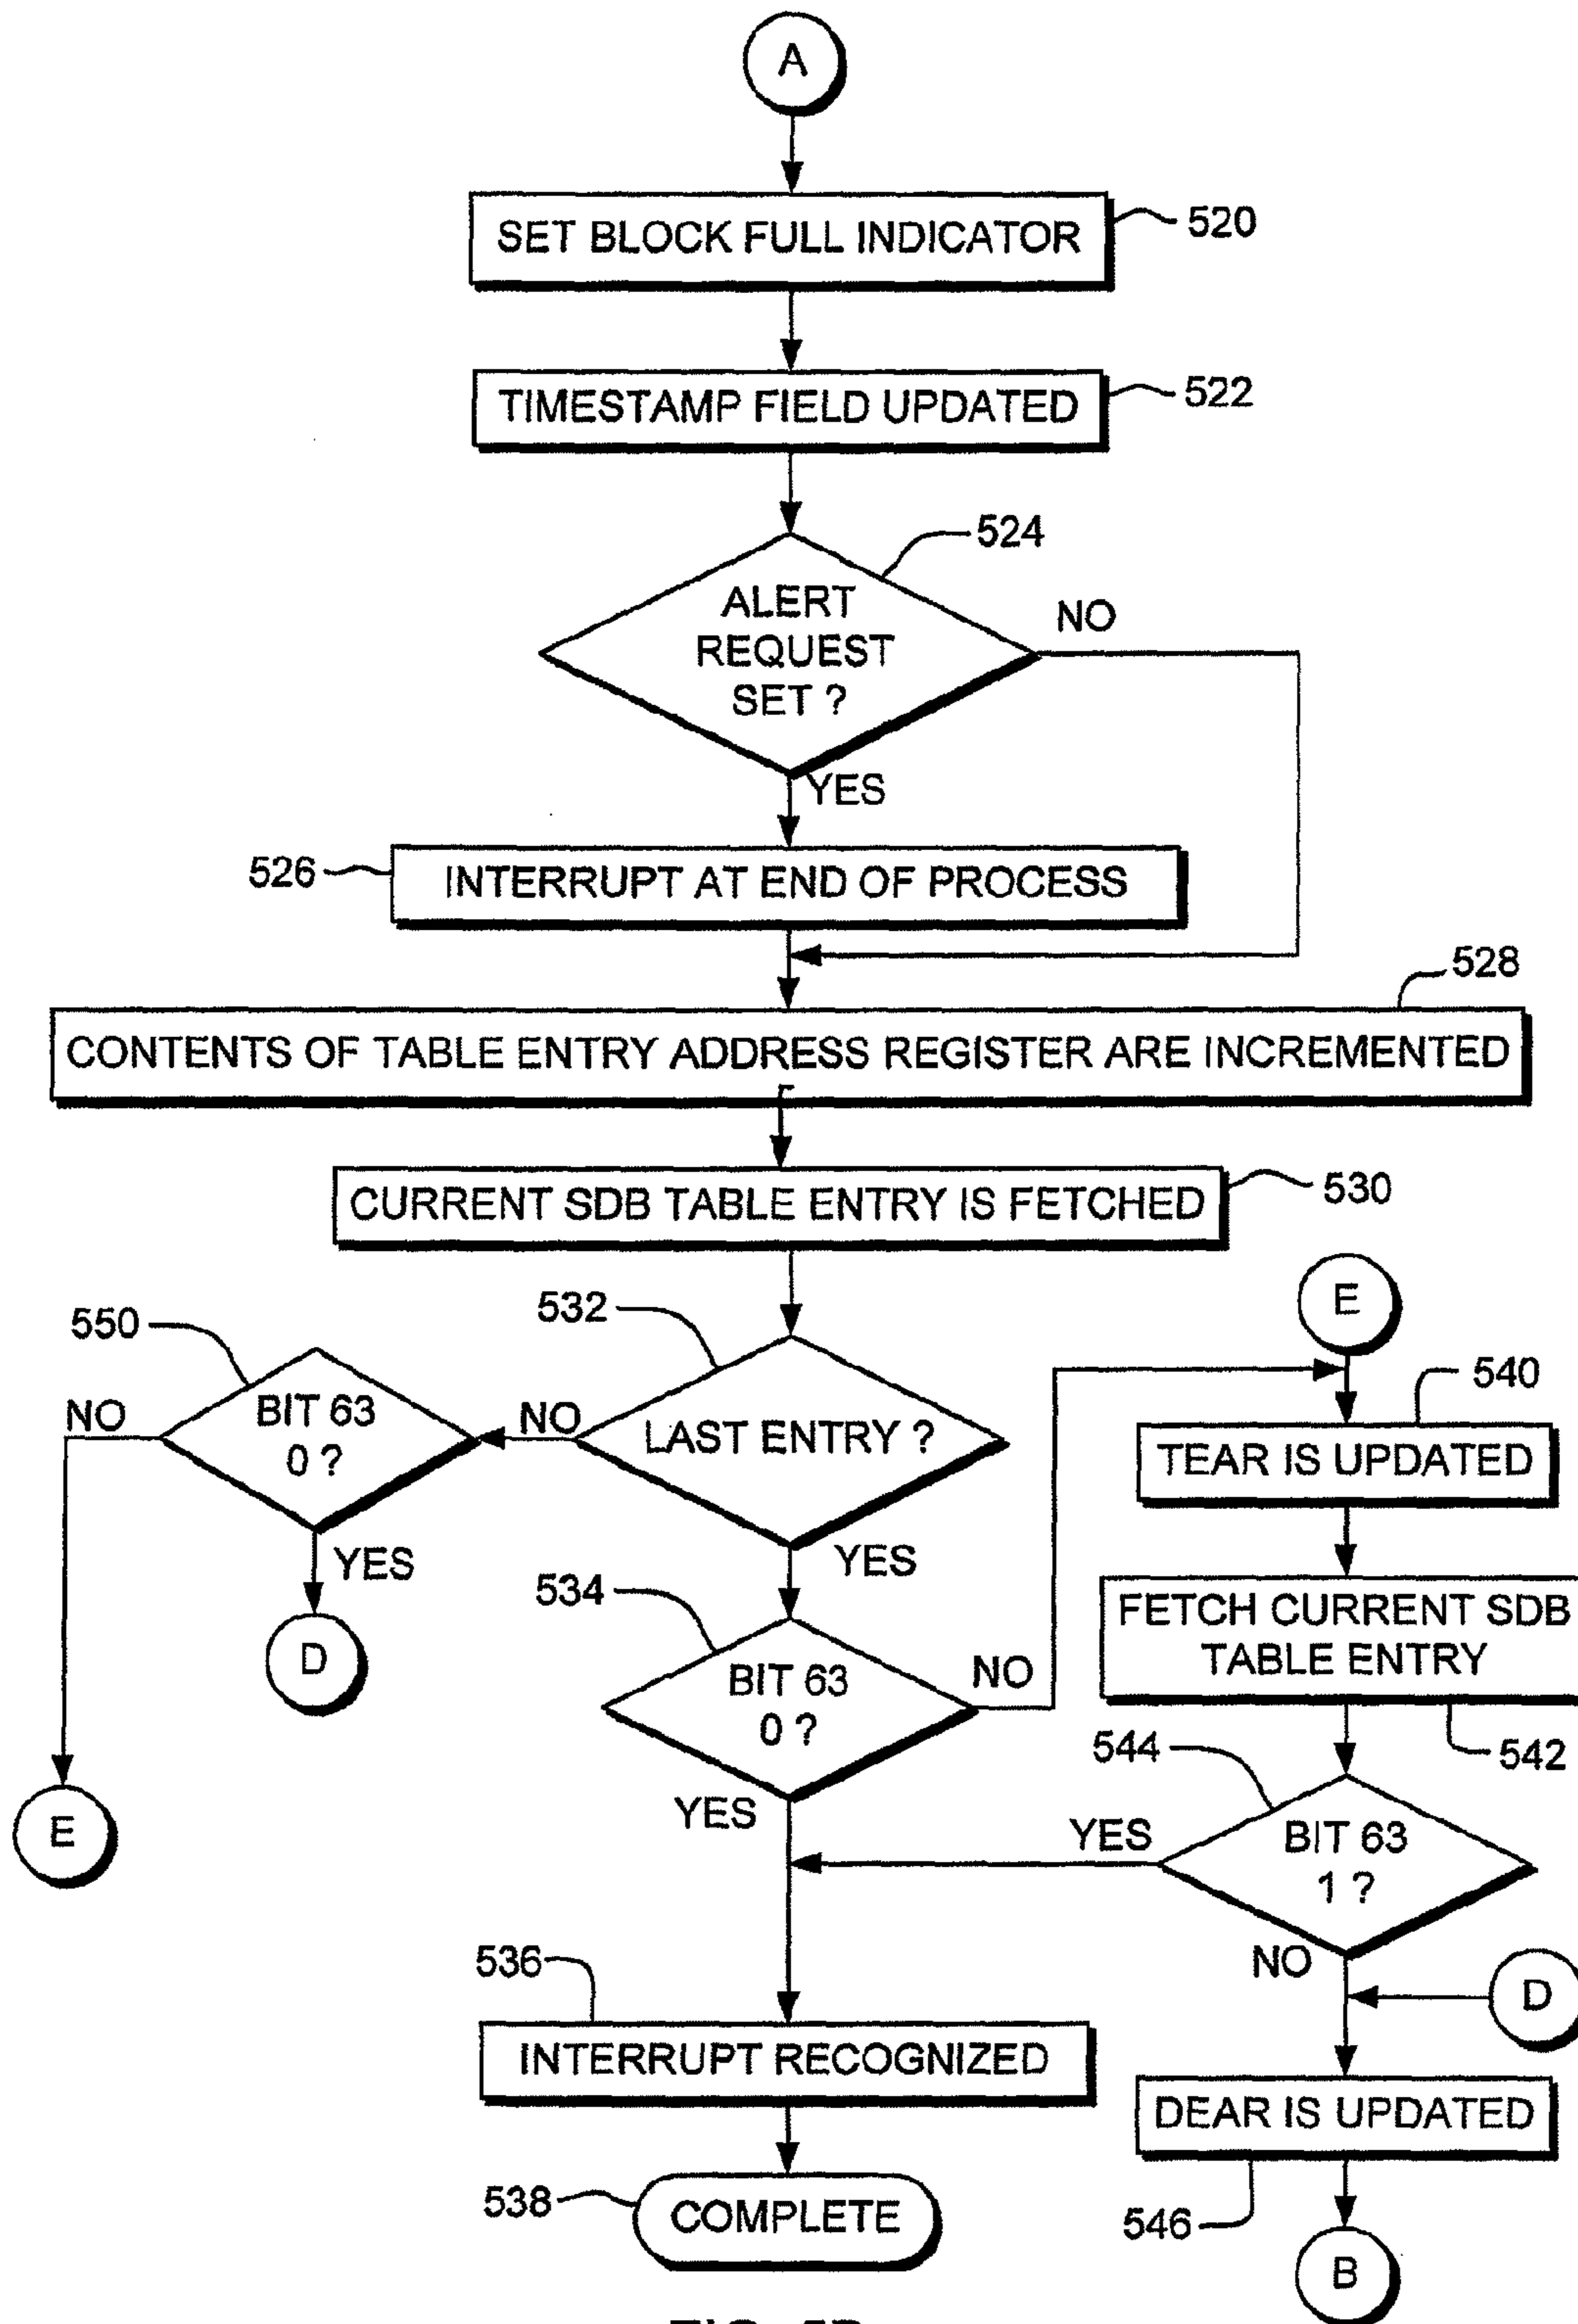 A
SET BLOCK FULL INDICATOR
520
TIMESTAMP FIELD UPDATED
522
524
ALERT
REQUEST
SET ?
NO
YES
526
INTERRUPT AT END OF PROCESS
528
CONTENTS OF TABLE ENTRY ADDRESS REGISTER ARE INCREMENTED
CURRENT SDB TABLE ENTRY IS FETCHED
530
E
532
550
540
BIT 63
0 ?
NO
YES
NO
LAST ENTRY ?
YES
TEAR IS UPDATED
534
D
BIT 63
0 ?
NO
YES
FETCH CURRENT SDB
TABLE ENTRY
542
544
E
YES
BIT 63
1 ?
NO
D
536
INTERRUPT RECOGNIZED
DEAR IS UPDATED
538
COMPLETE
546
B